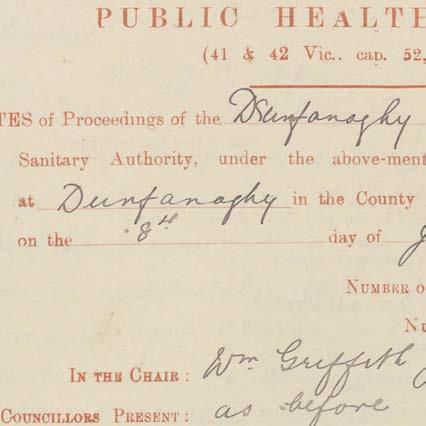 PUBLIC HEALTH
(41 & 42 Vic.. cap. 52,
TES of Proceedings of the Dunfanaghy
Sanitary Authority, under the above-ment
at Dunfanaghy in the County
on the 8th day of J
NUMBER O
NU
IN THE CHAIR: Wm Griffith
COUNCILLORS PRESENT: as before